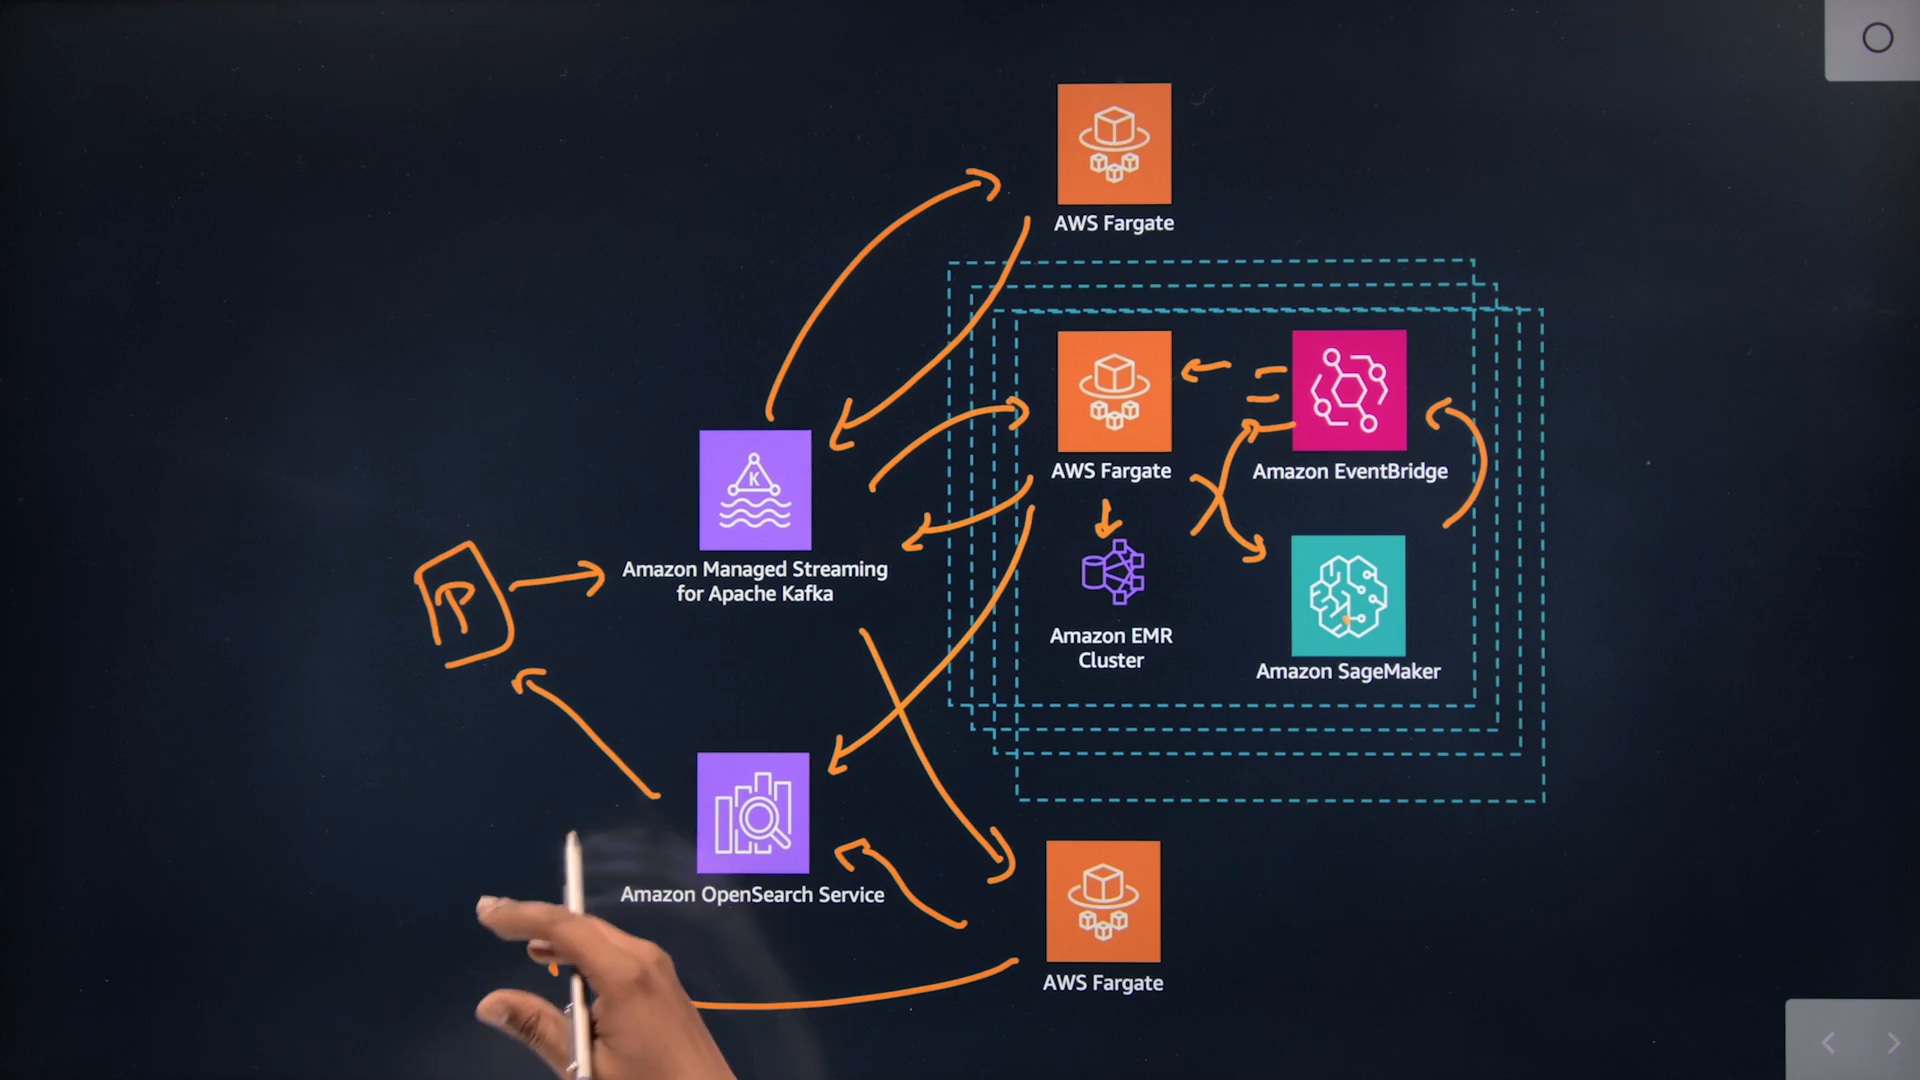 AWS Fargate
AWS Fargate
Amazon EventBridge
K
Amazon Managed Streaming
for Apache Kafka
P
Amazon EMR
Cluster
Amazon SageMaker
Amazon OpenSearch Service
AWS Fargate